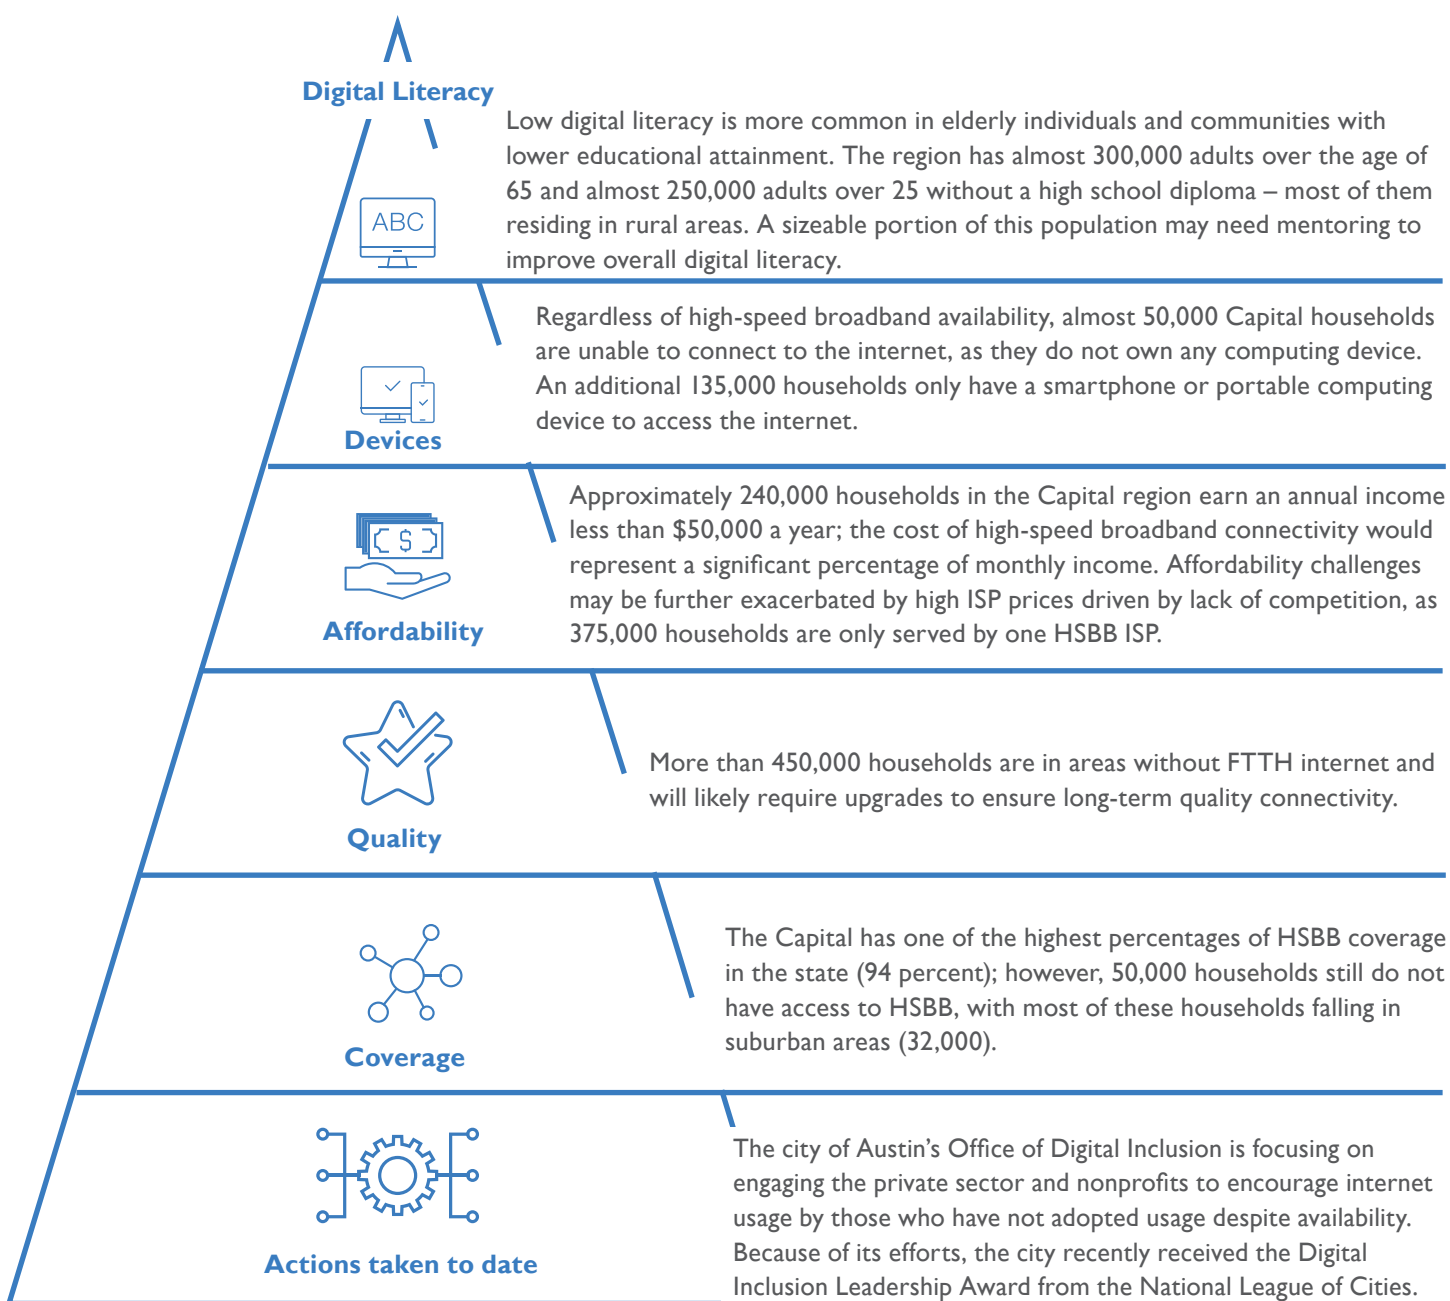 Digital Literacy
Low digital literacy is more common in elderly individuals and communities with
lower educational attainment. The region has almost 300,000 adults over the age of
65 and almost 250,000 adults over 25 without a high school diploma – most of them
residing in rural areas. A sizeable portion of this population may need mentoring to
improve overall digital literacy.
ABC
Regardless of high-speed broadband availability, almost 50,000 Capital households
are unable to connect to the internet, as they do not own any computing device.
An additional 135,000 households only have a smartphone or portable computing
device to access the internet.
Devices
Approximately 240,000 households in the Capital region earn an annual income
less than $50,000 a year; the cost of high-speed broadband connectivity would
represent a significant percentage of monthly income. Affordability challenges
may be further exacerbated by high ISP prices driven by lack of competition, as
375,000 households are only served by one HSBB ISP.
$
Affordability
More than 450,000 households are in areas without FTTH internet and
will likely require upgrades to ensure long-term quality connectivity.
Quality
The Capital has one of the highest percentages of HSBB coverage
in the state (94 percent); however, 50,000 households still do not
have access to HSBB, with most of these households falling in
suburban areas (32,000).
Coverage
The city of Austin’s Office of Digital Inclusion is focusing on
engaging the private sector and nonprofits to encourage internet
usage by those who have not adopted usage despite availability.
Because of its efforts, the city recently received the Digital
Inclusion Leadership Award from the National League of Cities.
Actions taken to date